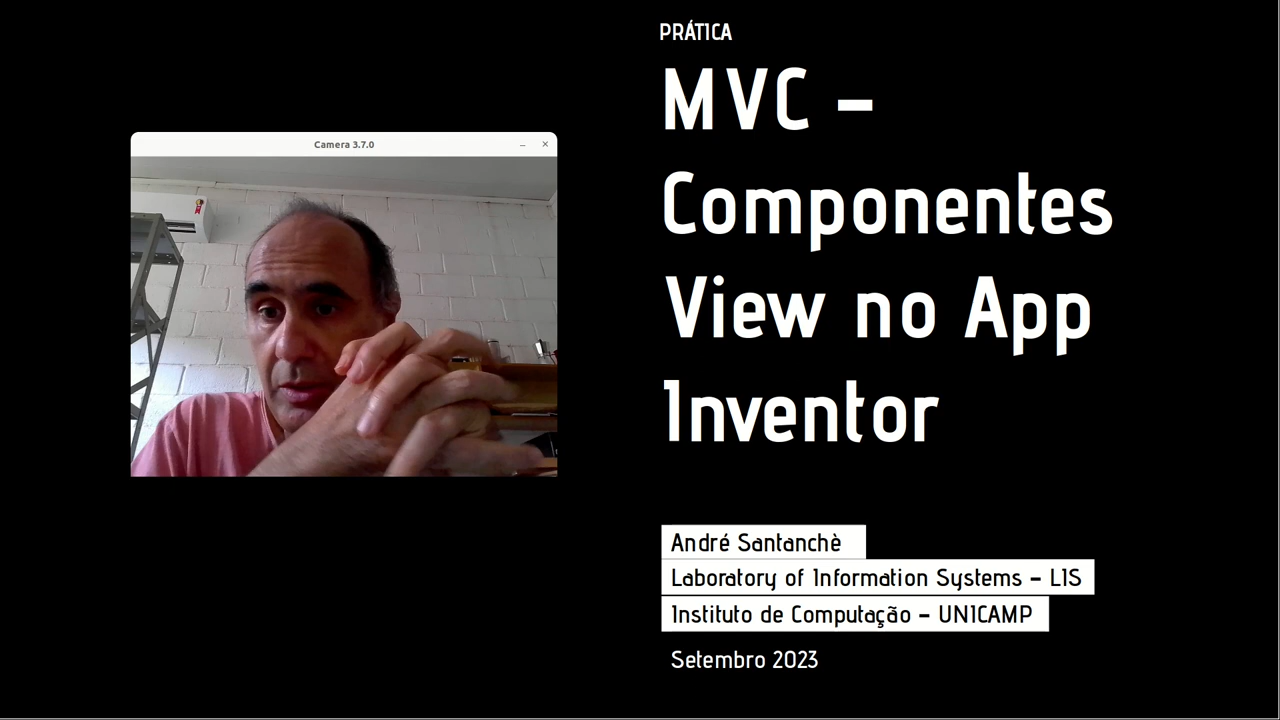 Camera 3.7.0
PRÁTICA
MVC –
Componentes
View no App
Inventor
André Santanchè
Laboratory of Information Systems – LIS
Instituto de Computação – UNICAMP
Setembro 2023